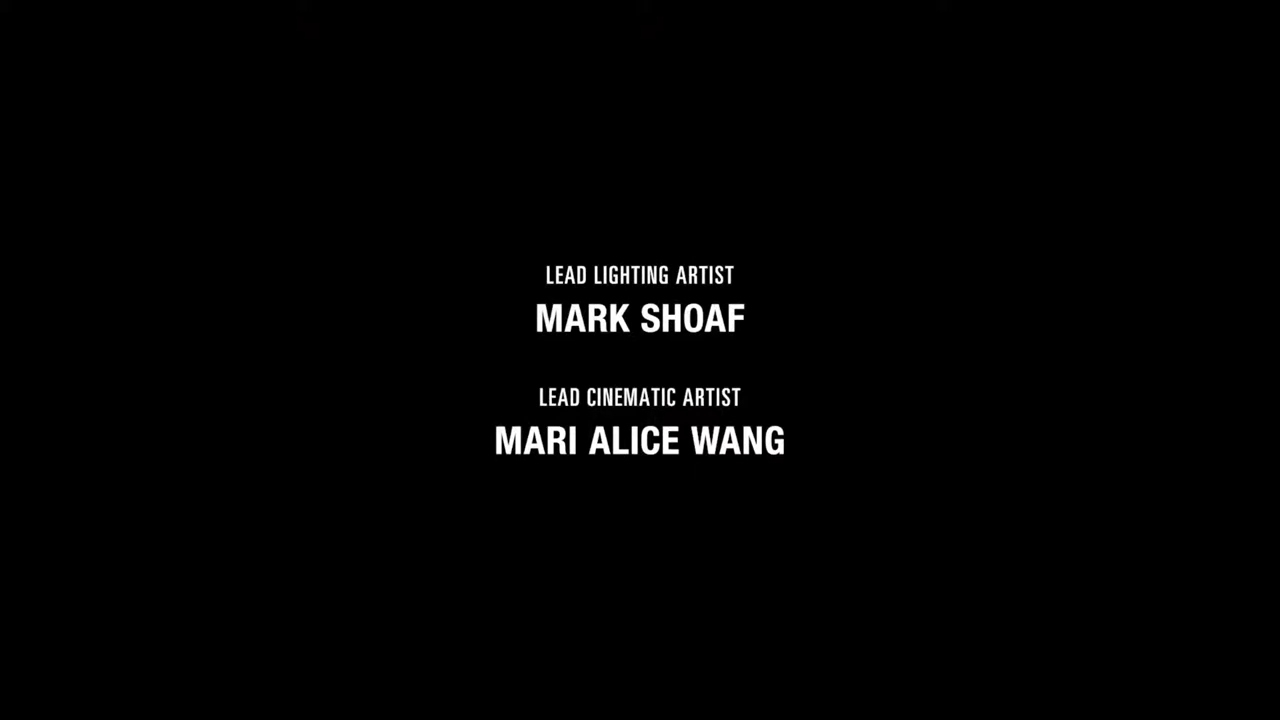 LEAD LIGHTING ARTIST
MARK SHOAF
LEAD CINEMATIC ARTIST
MARI ALICE WANG